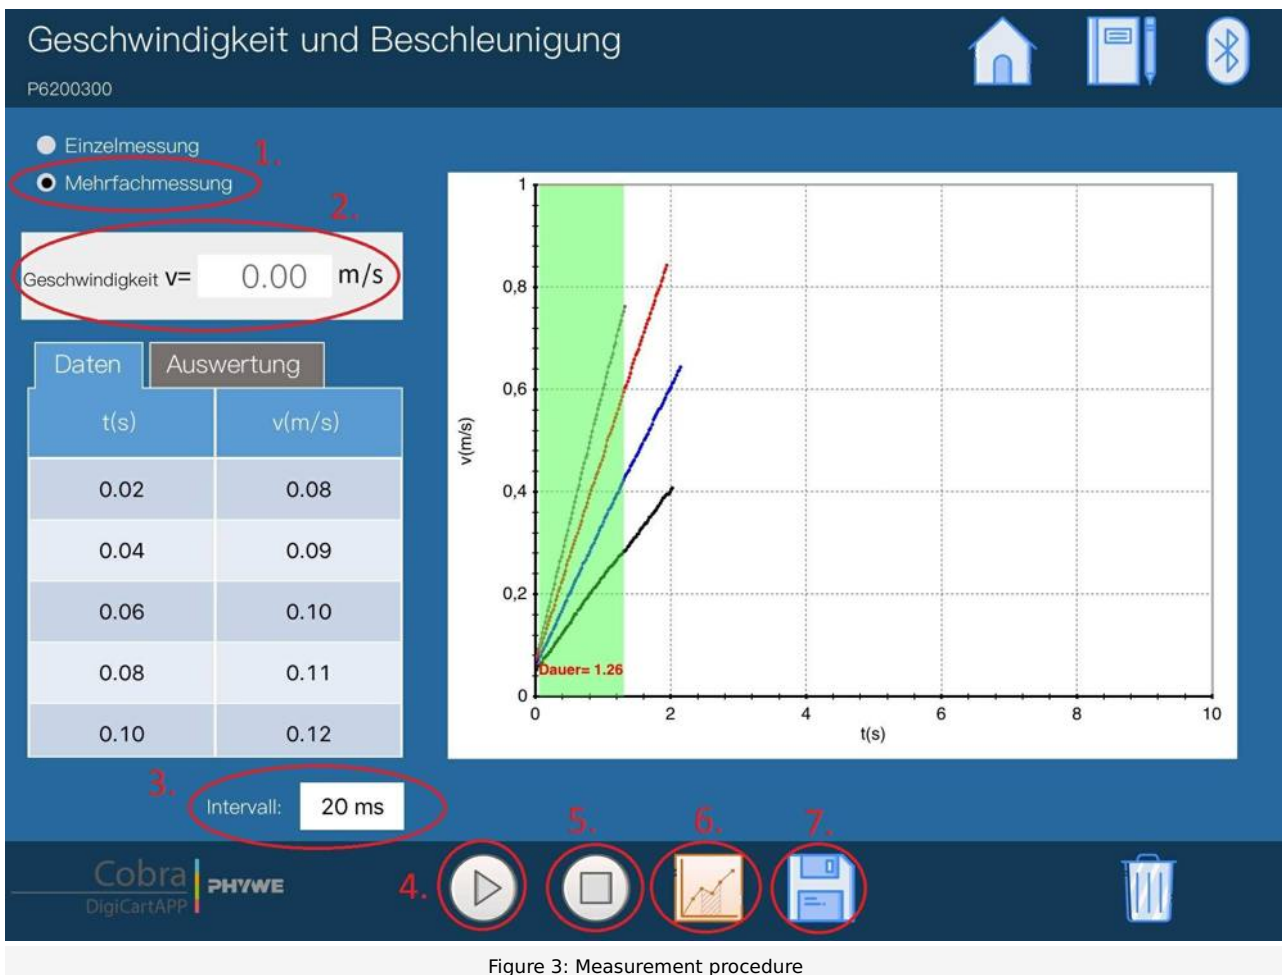 Geschwindigkeit und Beschleunigung
P6200300
Einzelmessung
1.
Mehrfachmessung
2.
Geschwindigkeit v= 0.00 m/s
Daten Auswertung
t(s) v(m/s)
0.02 0.08
0.04 0.09
0.06 0.10
0.08 0.11
0.10 0.12
3.
Intervall: 20 ms
1
0,8
0,6
0,4
0,2
0
v(m/s)
Dauer= 1.26
0 2 4 6 8 10
t(s)
4.
5.
6.
7.
Cobra
DigiCartAPP
PHYWE
Figure 3: Measurement procedure